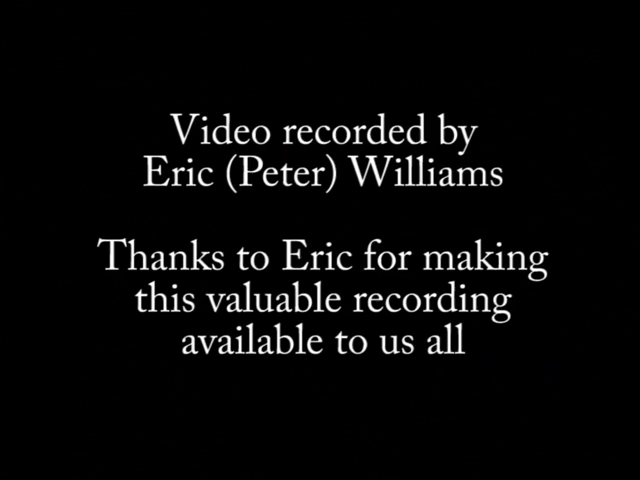 Video recorded by
Eric (Peter) Williams
Thanks to Eric for making
this valuable recording
available to us all